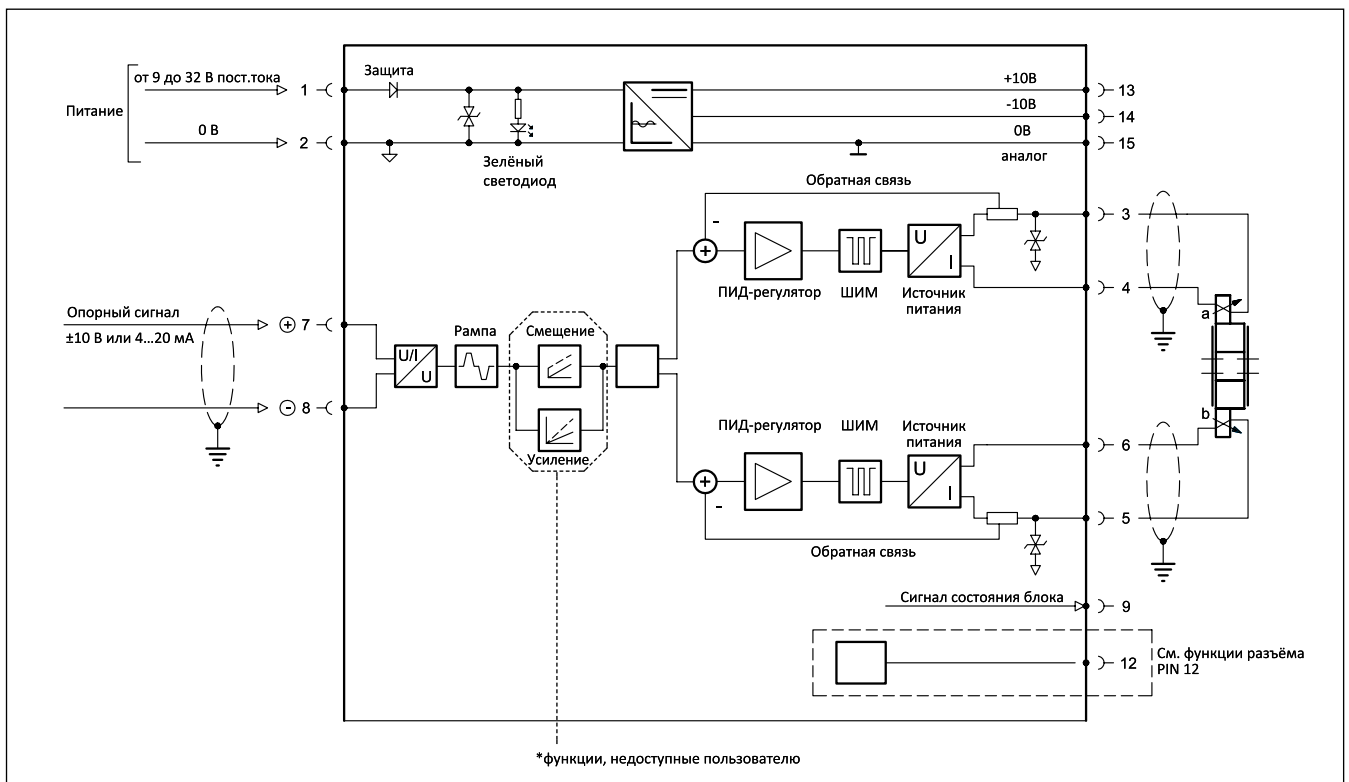 Питание
от 9 до 32 В пост.тока
1
Защита
+10В
13
-10В
14
0 В
2
0В
15
аналог
Зелёный
светодиод
Обратная связь
-
3
U
I
ПИД-регулятор
ШИМ
Источник
питания
4
a
Опорный сигнал
±10 В или 4...20 мА
+
7
Рампа
Смещение
U/I
U
-
8
Усиление
b
ПИД-регулятор
ШИМ
Источник
питания
6
+
U
I
-
5
Обратная связь
Сигнал состояния блока
9
12
См. функции разъёма
PIN 12
*функции, недоступные пользователю